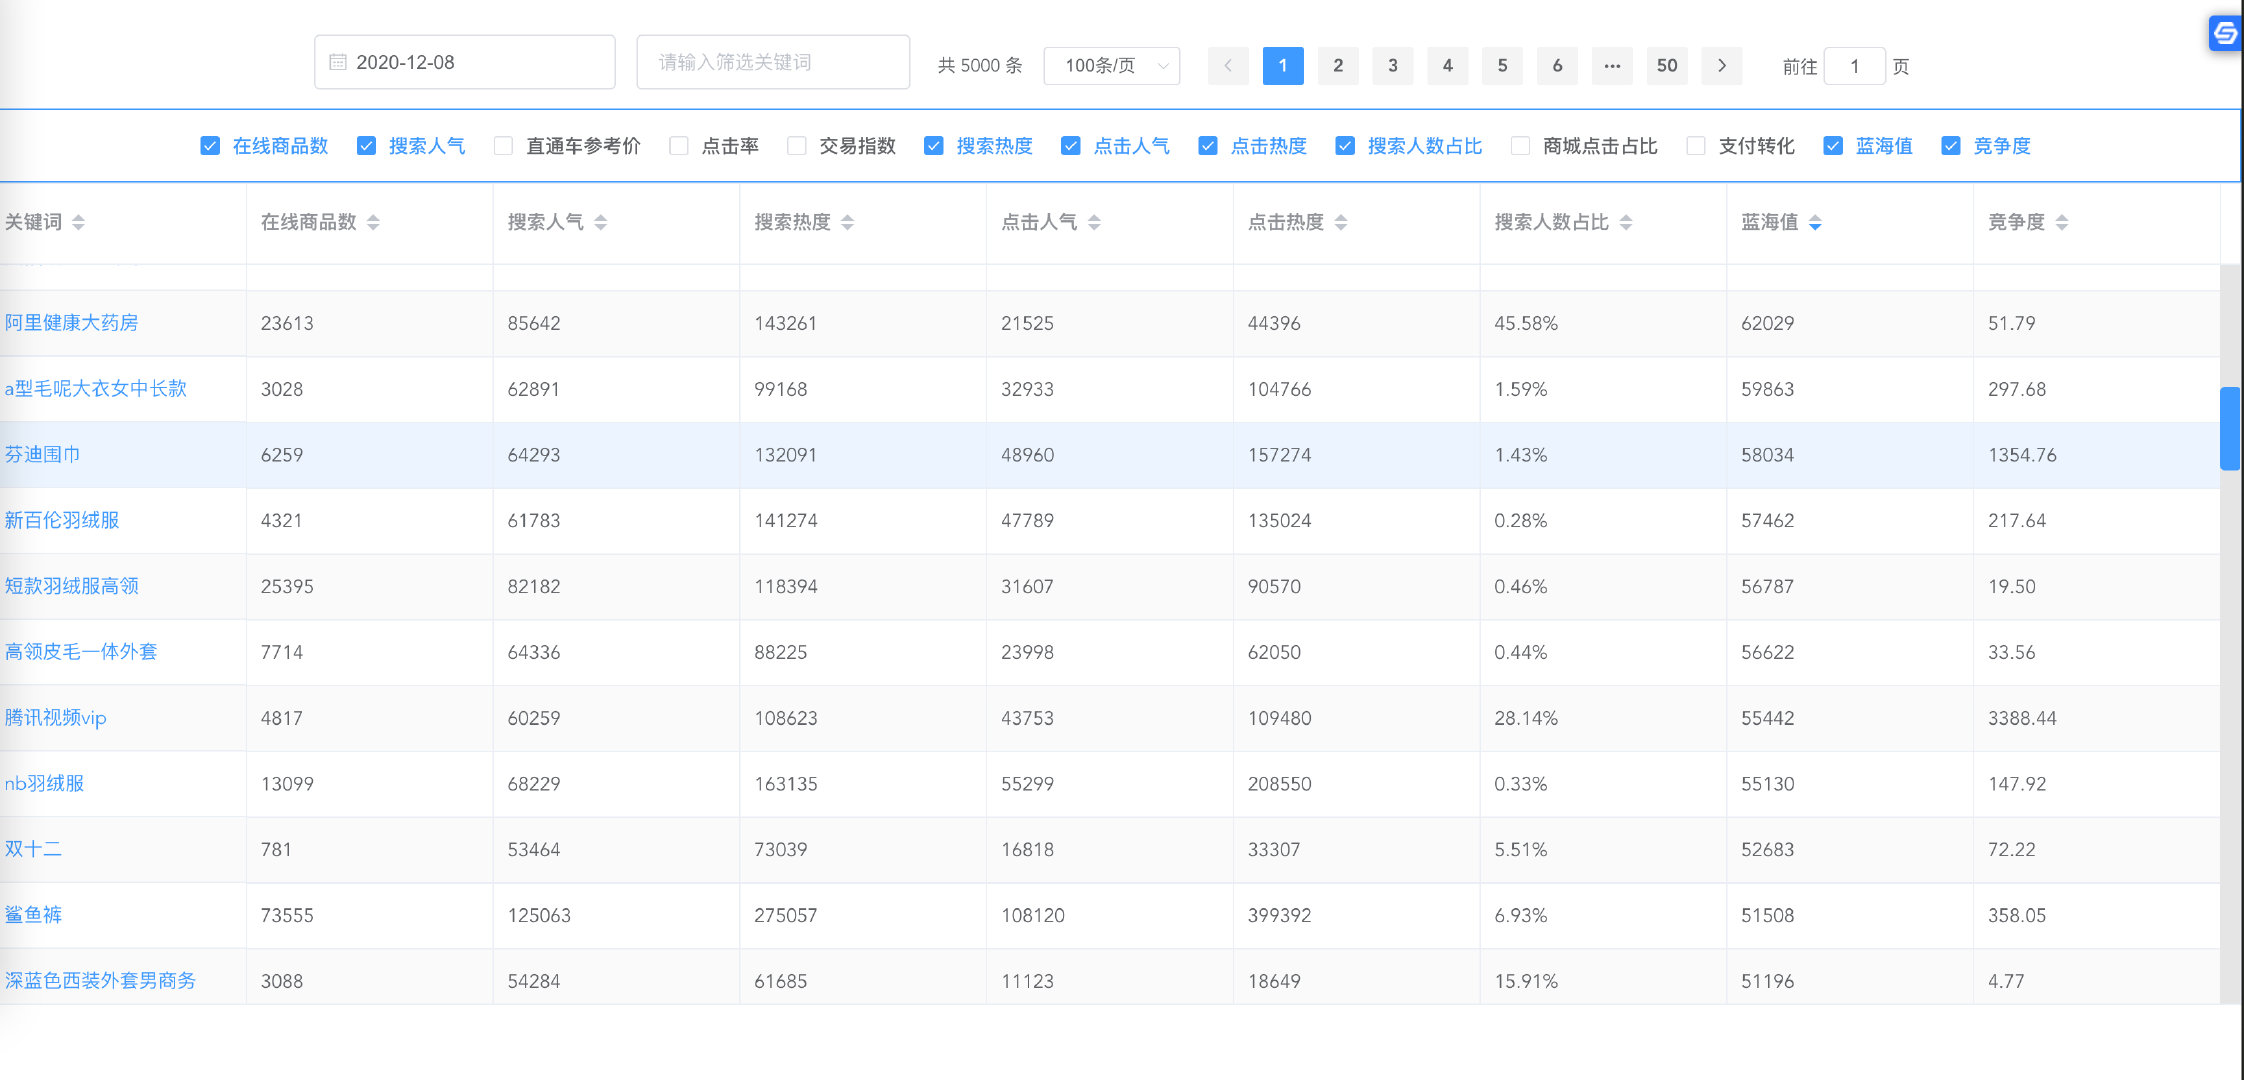 2020-12-08 请输入筛选关键词 共 5000 条 100条/页 1 2 3 4 5 6 ··· 50 前往 1 页
在线商品数 搜索人气 直通车参考价 点击率 交易指数 搜索热度 点击人气 点击热度 搜索人数占比 商城点击占比 支付转化 蓝海值 竞争度
关键词 在线商品数 搜索人气 搜索热度 点击人气 点击热度 搜索人数占比 蓝海值 竞争度
阿里健康大药房 23613 85642 143261 21525 44396 45.58% 62029 51.79
a型毛呢大衣女中长款 3028 62891 99168 32933 104766 1.59% 59863 297.68
芬迪围巾 6259 64293 132091 48960 157274 1.43% 58034 1354.76
新百伦羽绒服 4321 61783 141274 47789 135024 0.28% 57462 217.64
短款羽绒服高领 25395 82182 118394 31607 90570 0.46% 56787 19.50
高领皮毛一体外套 7714 64336 88225 23998 62050 0.44% 56622 33.56
腾讯视频vip 4817 60259 108623 43753 109480 28.14% 55442 3388.44
nb羽绒服 13099 68229 163135 55299 208550 0.33% 55130 147.92
双十二 781 53464 73039 16818 33307 5.51% 52683 72.22
鲨鱼裤 73555 125063 275057 108120 399392 6.93% 51508 358.05
深蓝色西装外套男商务 3088 54284 61685 11123 18649 15.91% 51196 4.77